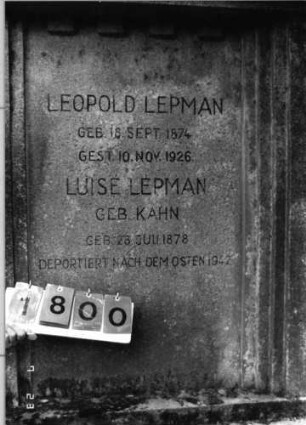 LEOPOLD LEPMAN
GEB. 16. SEPT. 1874
GEST. 10. NOV. 1926.
LUISE LEPMAN
GEB. KAHN
GEB. 28 JULI 1878
DEPORTIERT NACH DEM OSTEN 1942
1800